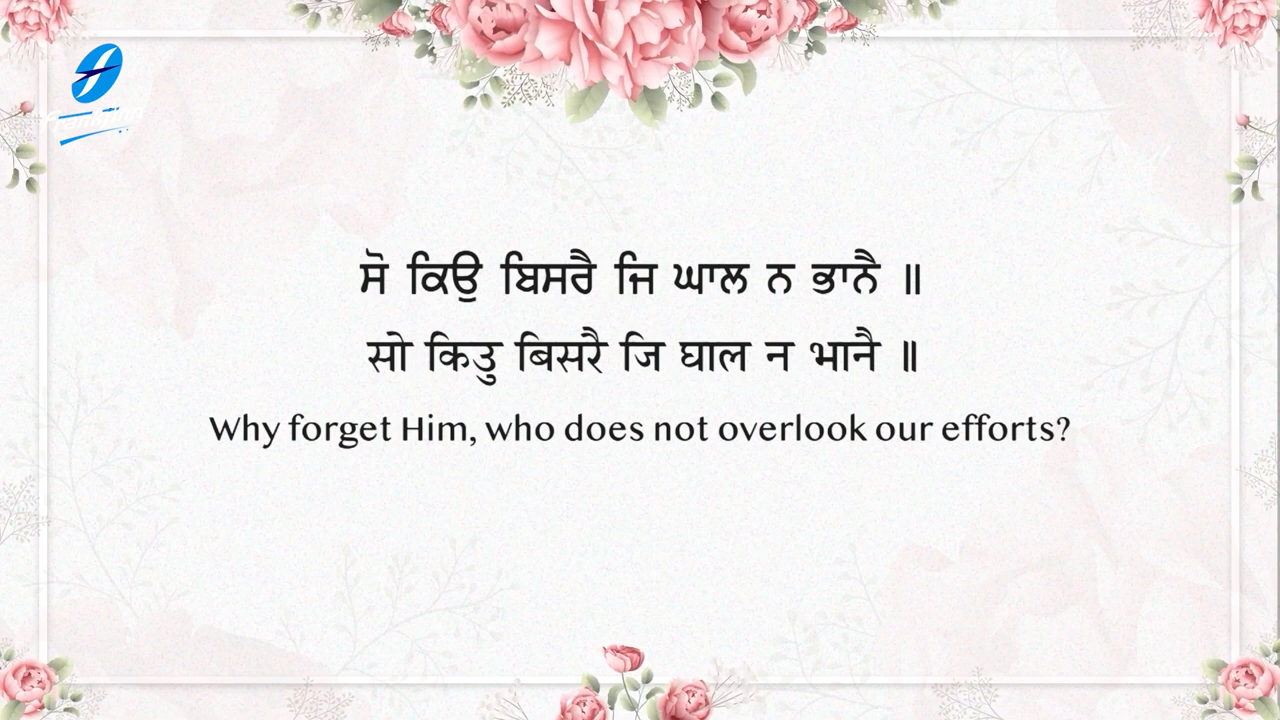 ਸੋ ਕਿਉ ਬਿਸਰੈ ਜਿ ਘਾਲ ਨ ਭਾਨੈ ॥
सो कितु बिसरै जि घाल न भानै ॥
Why forget Him, who does not overlook our efforts?